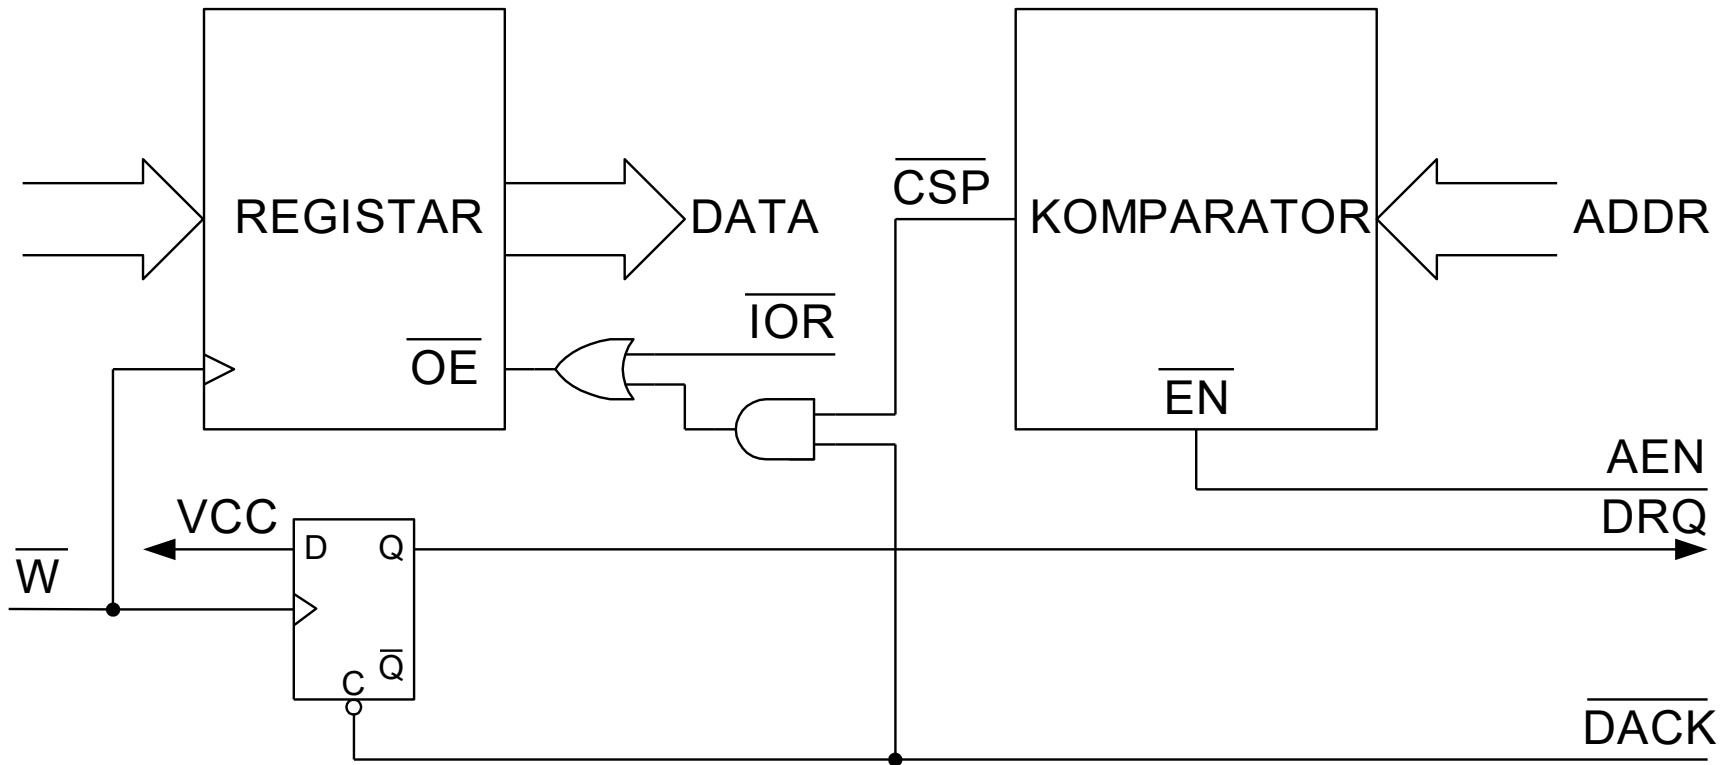 REGISTAR
DATA
CSP
KOMPARATOR
ADDR
IOR
OE
EN
AEN
VCC
DRQ
D
Q
W
Q
C
DACK